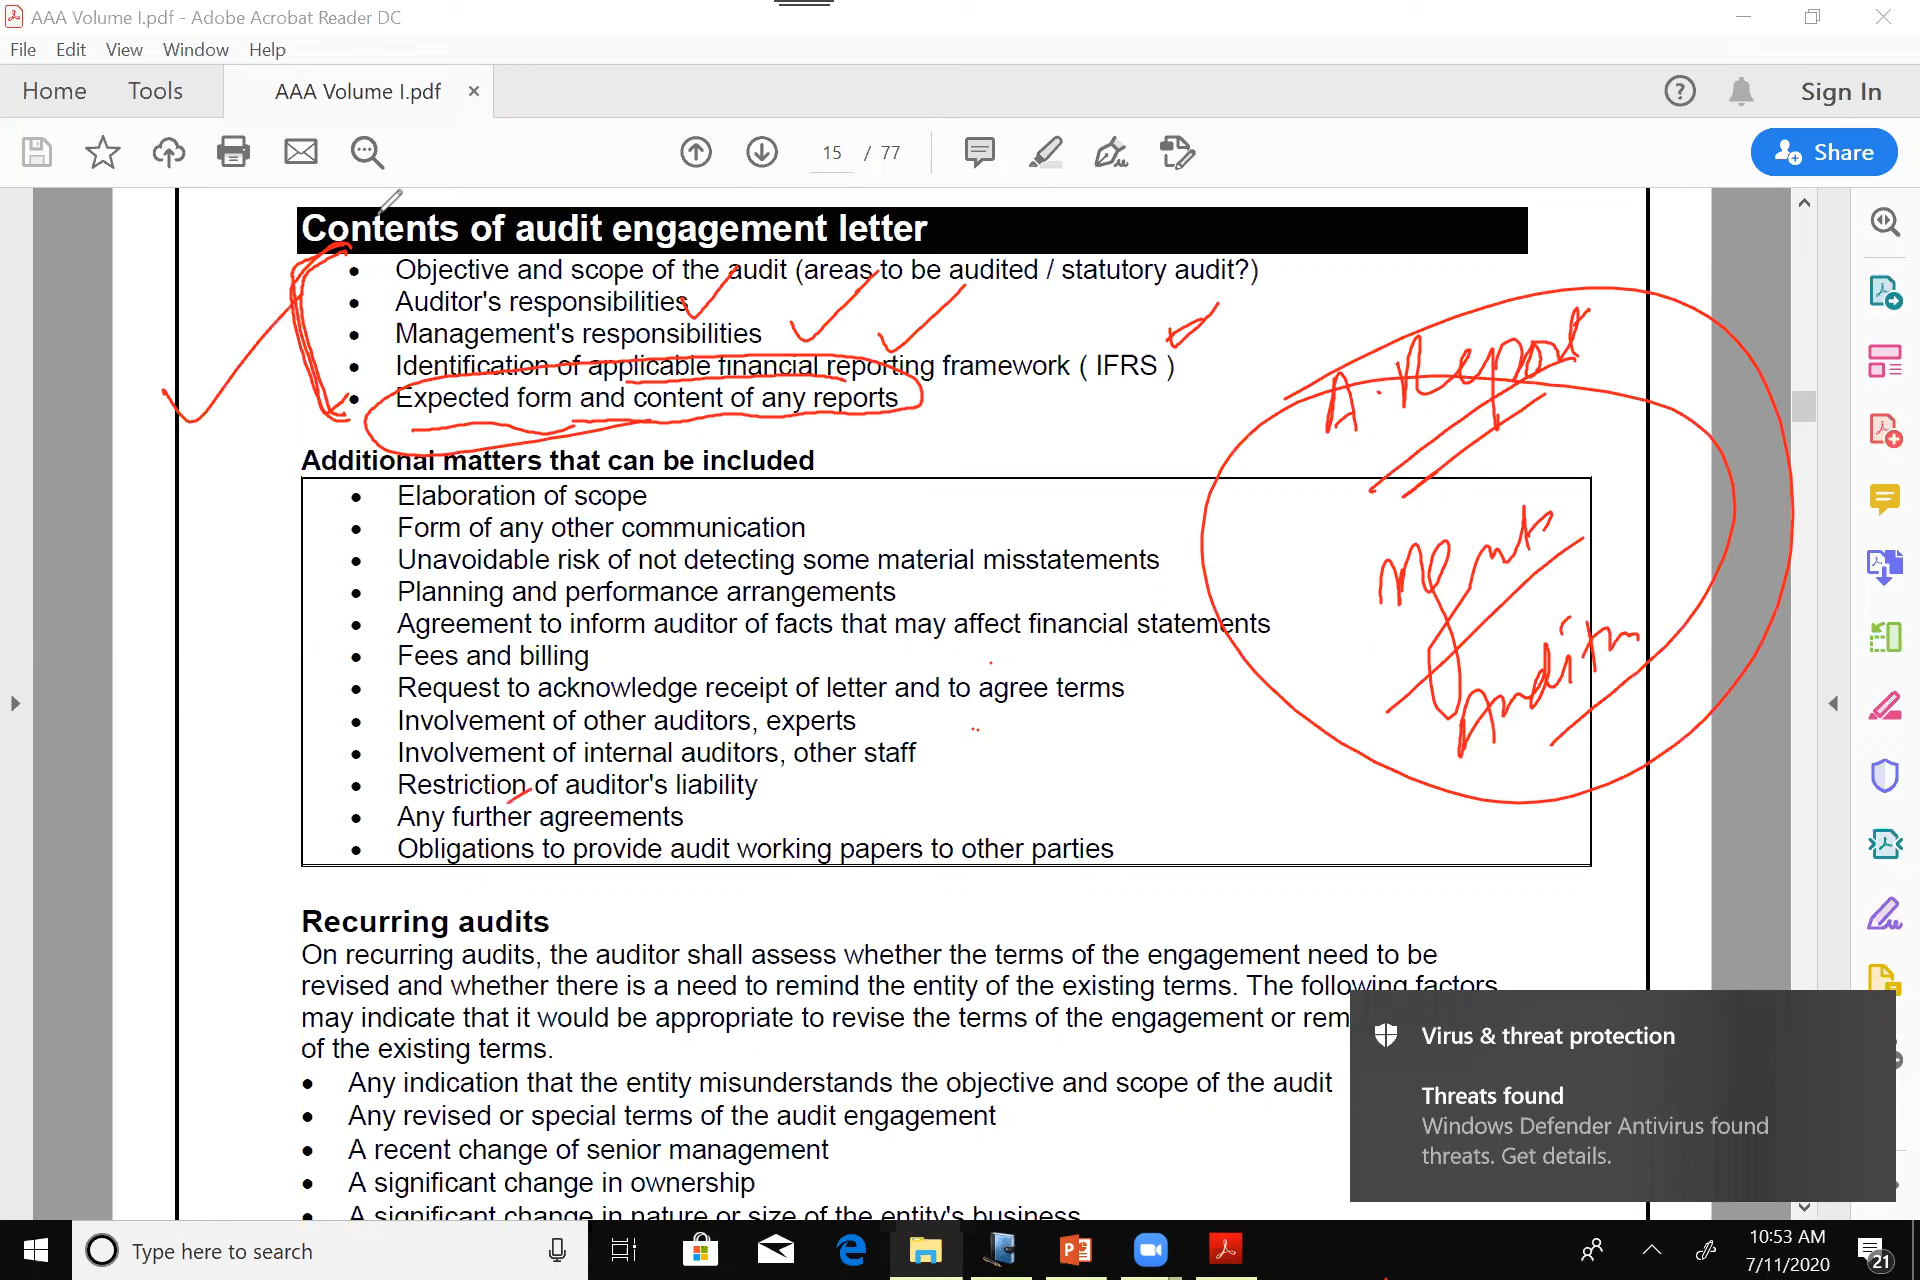 AAA Volume I.pdf - Adobe Acrobat Reader DC
File Edit View Window Help
Home Tools AAA Volume I.pdf × Sign In
15 / 77 Share
Contents of audit engagement letter
• Objective and scope of the audit (areas to be audited / statutory audit?)
• Auditor's responsibilities
• Management's responsibilities
• Identification of applicable financial reporting framework ( IFRS )
• Expected form and content of any reports
A. Report
Additional matters that can be included
• Elaboration of scope
• Form of any other communication
• Unavoidable risk of not detecting some material misstatements
• Planning and performance arrangements
• Agreement to inform auditor of facts that may affect financial statements
• Fees and billing
• Request to acknowledge receipt of letter and to agree terms
• Involvement of other auditors, experts
• Involvement of internal auditors, other staff
• Restriction of auditor's liability
• Any further agreements
• Obligations to provide audit working papers to other parties
Recurring audits
On recurring audits, the auditor shall assess whether the terms of the engagement need to be
revised and whether there is a need to remind the entity of the existing terms. The following factors
may indicate that it would be appropriate to revise the terms of the engagement or rem
of the existing terms.
• Any indication that the entity misunderstands the objective and scope of the audit
• Any revised or special terms of the audit engagement
• A recent change of senior management
• A significant change in ownership
• A significant change in nature or size of the entity's business
Virus & threat protection
Threats found
Windows Defender Antivirus found
threats. Get details.
Type here to search
10:53 AM
7/11/2020
21